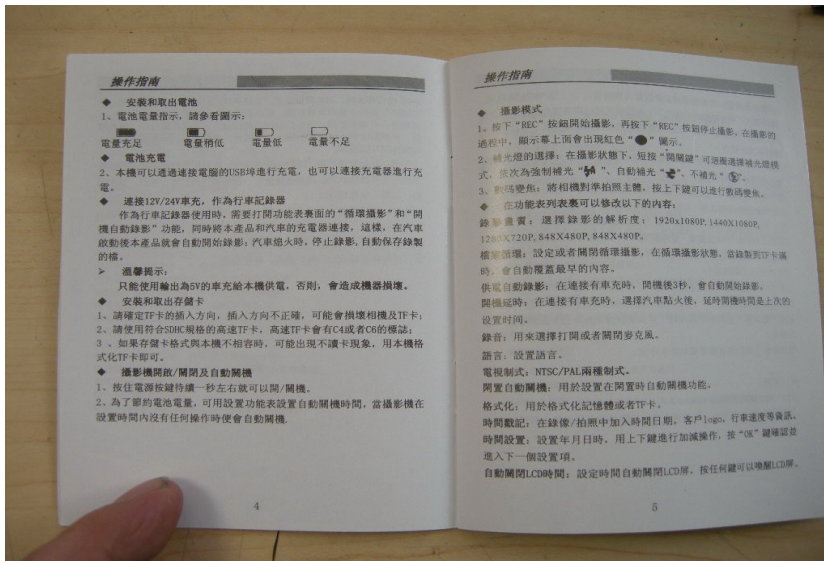 操作指南
◆ 安裝和取出電池
1、電池電量指示，請參看圖示：
電量充足 電量稍低 電量低 電量不足
◆ 電池充電
2、本機可以通過連接電腦的USB埠進行充電，也可以連接充電器進行充
電。
◆ 連接12V/24V車充，作為行車記錄器
作為行車記錄器使用時，需要打開功能表裏面的“循環攝影”和“開
機自動錄影”功能，同時將本產品和汽車的充電器連接，這樣，在汽車
啟動後本產品就會自動開始錄影；汽車熄火時，停止錄影，自動保存錄製
的檔。
➢ 溫馨提示：
只能使用輸出為5V的車充給本機供電，否則，會造成機器損壞。
◆ 安裝和取出存儲卡
1、請確定TF卡的插入方向，插入方向不正確，可能會損壞相機及TF卡；
2、請使用符合SDHC規格的高速TF卡，高速TF卡會有C4或者C6的標誌；
3 、如果存儲卡格式與本機不相容時，可能出現不讀卡現象，用本機格
式化TF卡即可。
◆ 攝影機開啟/關閉及自動關機
1、按住電源按鍵待續一秒左右就可以開/關機。
2、為了節約電池電量，可用設置功能表設置自動關機時間，當攝影機在
設置時間內沒有任何操作時便會自動關機.
4
操作指南
◆ 攝影模式
1、按下“REC”按鈕開始攝影，再按下“REC”按鈕停止攝影。在攝影的
過程中，顯示幕上面會出現紅色“●”圖示。
2、補光燈的選擇：在攝影狀態下，短按“開關鍵”可逐種選擇補光燈模
式，依次為強制補光“”、自動補光“”、不補光“”。
3、數碼變焦：將相機對準拍照主體，按上下鍵可以進行數碼變焦。
◆ 在功能表列表裏可以修改以下的內容：
錄影畫質：選擇錄影的解析度：1920x1080P,1440X1080P,
1280X720P,848X480P,848X480P。
檔案循環：設定或者關閉循環攝影，在循環攝影狀態，當錄製到TF卡滿
時，會自動覆蓋最早的內容。
供電自動錄影：在連接有車充時，開機後3秒，會自動開始錄影。
開機延時：在連接有車充時，選擇汽車點火後，延時開機時間是上次的
設置时间。
錄音：用來選擇打開或者關閉麥克風。
語言：設置語言。
電視制式：NTSC/PAL兩種制式。
閑置自動關機：用於設置在閑置時自動關機功能。
格式化：用於格式化記憶體或者TF卡。
時間戳記：在錄像/拍照中加入時間日期，客戶logo，行車速度等資訊。
時間設置：設置年月日時，用上下鍵進行加減操作，按“OK”鍵確認並
進入下一個設置項。
自動關閉LCD時間：設定時間自動關閉LCD屏，按任何鍵可以喚醒LCD屏。
5